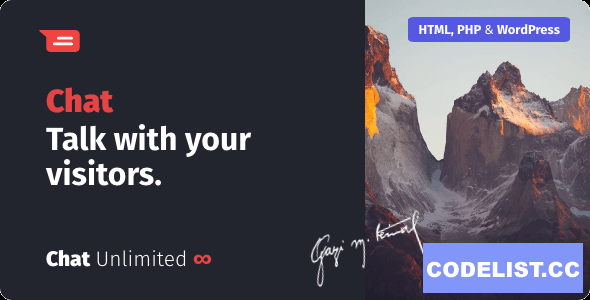 HTML, PHP & WordPress
Chat
Talk with your
visitors.
Chat Unlimited ∞
CODELIST.CC